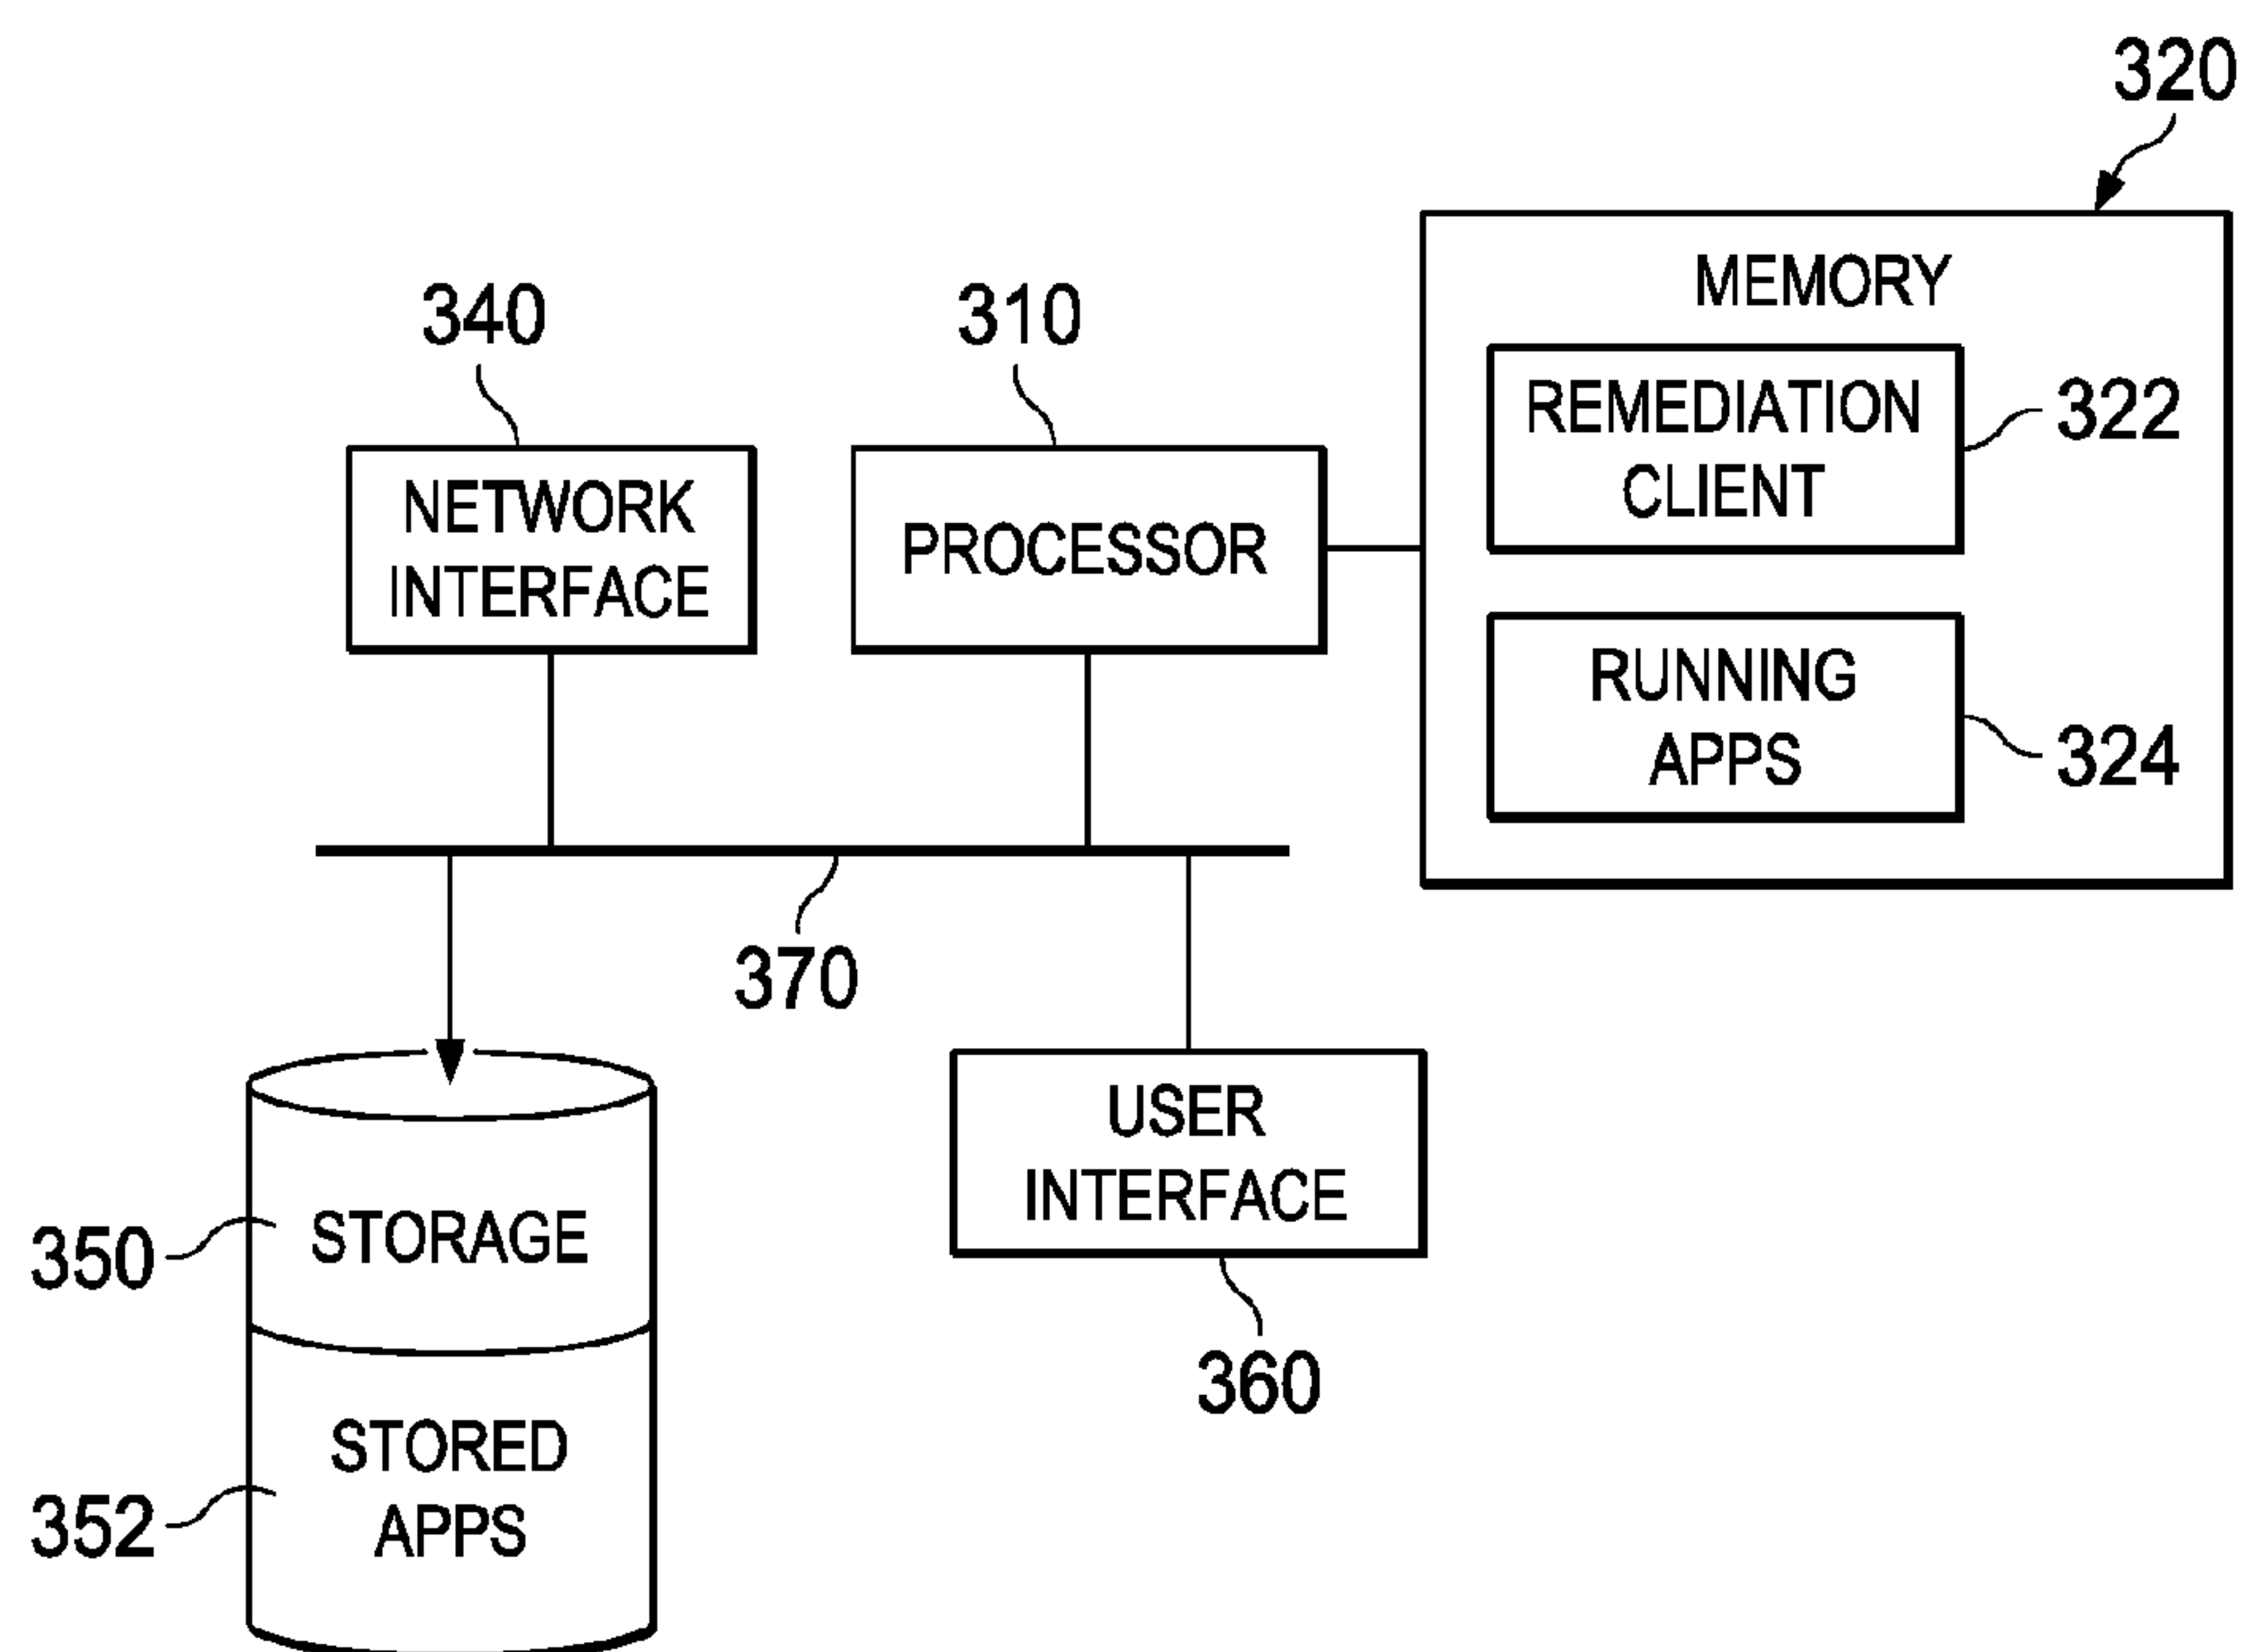 320
MEMORY
340
310
REMEDIATION
CLIENT
322
NETWORK
INTERFACE
PROCESSOR
RUNNING
APPS
324
370
USER
INTERFACE
350
STORAGE
360
STORED
APPS
352